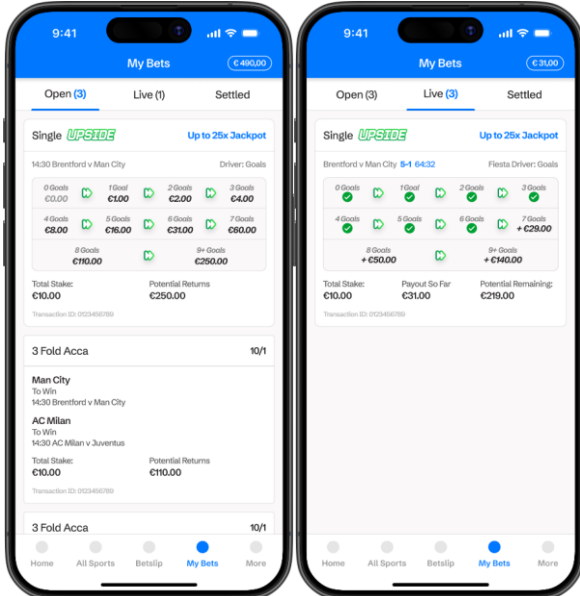 9:41
My Bets
€ 490,00
Open (3) Live (1) Settled
Single UPSIDE Up to 25x Jackpot
14:30 Brentford v Man City Driver: Goals
0 Goals 1 Goal 2 Goals 3 Goals
€0.00 €1.00 €2.00 €4.00
4 Goals 5 Goals 6 Goals 7 Goals
€8.00 €16.00 €31.00 €60.00
8 Goals 9+ Goals
€110.00 €250.00
Total Stake: Potential Returns
€10.00 €250.00
Transaction ID: 0123456789
3 Fold Acca 10/1
Man City
To Win
14:30 Brentford v Man City
AC Milan
To Win
14:30 AC Milan v Juventus
Total Stake: Potential Returns
€10.00 €110.00
Transaction ID: 0123456789
3 Fold Acca 10/1
Home All Sports Betslip My Bets More
9:41
My Bets
€ 31,00
Open (3) Live (3) Settled
Single UPSIDE Up to 25x Jackpot
Brentford v Man City 5-1 64:32 Fiesta Driver: Goals
0 Goals 1 Goal 2 Goals 3 Goals
4 Goals 5 Goals 6 Goals 7 Goals
+ €29.00
8 Goals 9+ Goals
+ €50.00 + €140.00
Total Stake: Payout So Far Potential Remaining:
€10.00 €31.00 €219.00
Transaction ID: 0123456789
Home All Sports Betslip My Bets More